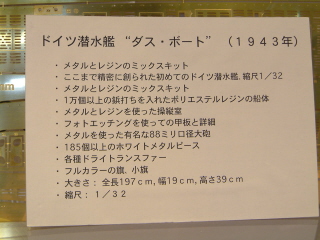 ドイツ潜水艦 “ダス・ボート” （１９４３年）
・メタルとレジンのミックスキット
・ここまで精密に創られた初めてのドイツ潜水艦, 縮尺1／32
・メタルとレジンのミックスキット
・1万個以上の鋲打ちを入れたポリエステルレジンの船体
・メタルとレジンを使った操縦室
・フォトエッチングを使っての甲板と詳細
・メタルを使った有名な88ミリ口径大砲
・185個以上のホワイトメタルピース
・各種ドライトランスファー
・フルカラーの旗, 小旗
・大きさ： 全長197ｃｍ, 幅19ｃｍ, 高さ39ｃｍ
・縮尺： １／３２